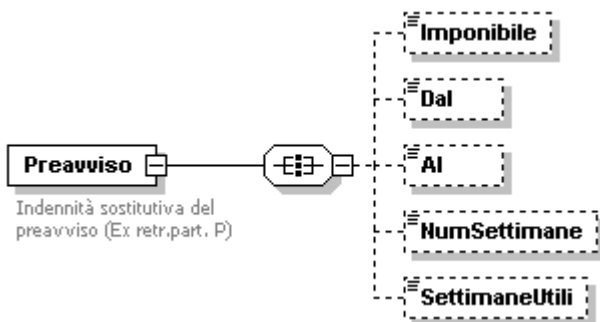 Imponibile
Dal
Al
Preavviso
Indennità sostitutiva del
preavviso (Ex retr.part. P)
NumSettimane
SettimaneUtili